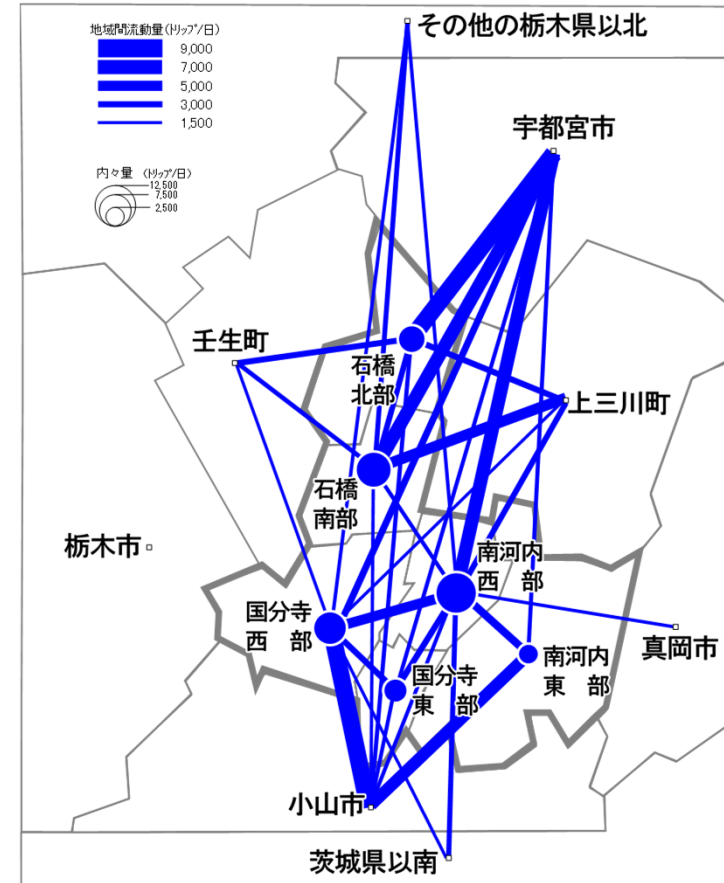 その他の栃木県以北
地域間流動量(トリップ/日)
9,000
7,000
5,000
3,000
1,500
宇都宮市
内々量 (トリップ/日)
12,500
7,500
2,500
壬生町
石橋
北部
上三川町
石橋
南部
栃木市
南河内
西 部
国分寺
西 部
真岡市
南河内
東 部
国分寺
東 部
小山市
茨城県以南